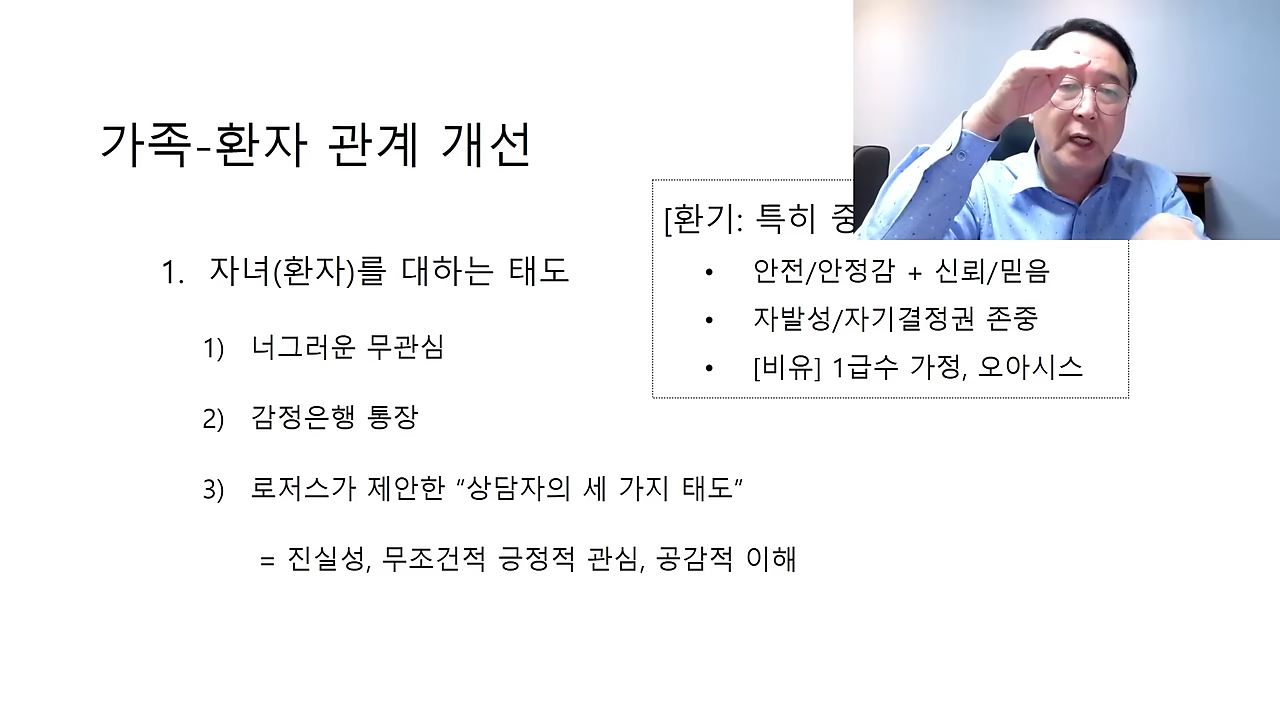 가족-환자 관계 개선
[환기: 특히
• 안전/안정감 + 신뢰/믿음
• 자발성/자기결정권 존중
• [비유] 1급수 가정, 오아시스
1. 자녀(환자)를 대하는 태도
1) 너그러운 무관심
2) 감정은행 통장
3) 로저스가 제안한 “상담자의 세 가지 태도”
= 진실성, 무조건적 긍정적 관심, 공감적 이해